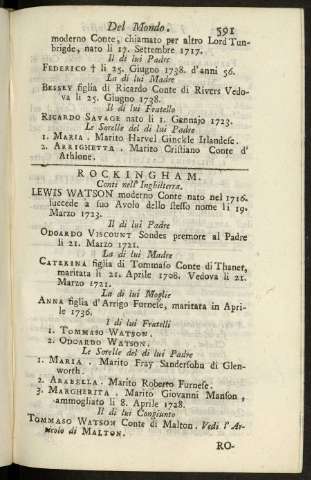 Del Mondo. 591
moderno Conte, chiamato per altro Lord Tun-
brigde, nato li 17. Settembre 1717.
Il di lui Padre
FEDERICO † li 25. Giugno 1738. d'anni 56.
La di lui Madre
BESSEY figlia di Ricardo Conte di Rivers Vedo-
va li 25. Giugno 1738.
Il di lui Fratello
RICARDO SAVAGE nato li 1. Gennajo 1723.
Le Sorelle del di lui Padre
1. MARIA. Marito Harvel Ginckle Irlandese.
2. ARRIGHETTA. Marito Cristiano Conte d'
Athlone.
ROCKINGHAM.
Conti nell'Inghilterra.
LEWIS WATSON moderno Conte nato nel 1716.
succede a suo Avolo dello stesso nome li 19.
Marzo 1723.
Il di lui Padre
ODOARDO VISCOUNT Sondes premore al Padre
li 21. Marzo 1721.
La di lui Madre
CATERINA figlia di Tommaso Conte di Thanet,
maritata li 21. Aprile 1708. Vedova li 21.
Marzo 1721.
La di lui Moglie
ANNA figlia d'Arrigo Furnese, maritata in Apri-
le 1736.
I di lui Fratelli
1. TOMMASO WATSON.
2. ODOARDO WATSON.
Le Sorelle del di lui Padre
1. MARIA. Marito Fray Sandersohn di Glen-
worth.
2. ARABELLA. Marito Roberto Furnese.
3. MARGHERITA. Marito Giovanni Manson,
ammogliato li 8. Aprile 1728.
Il di lui Congiunto
TOMMASO WATSON Conte di Malton. Vedi l'Ar-
ticolo di MALTON.
RO-